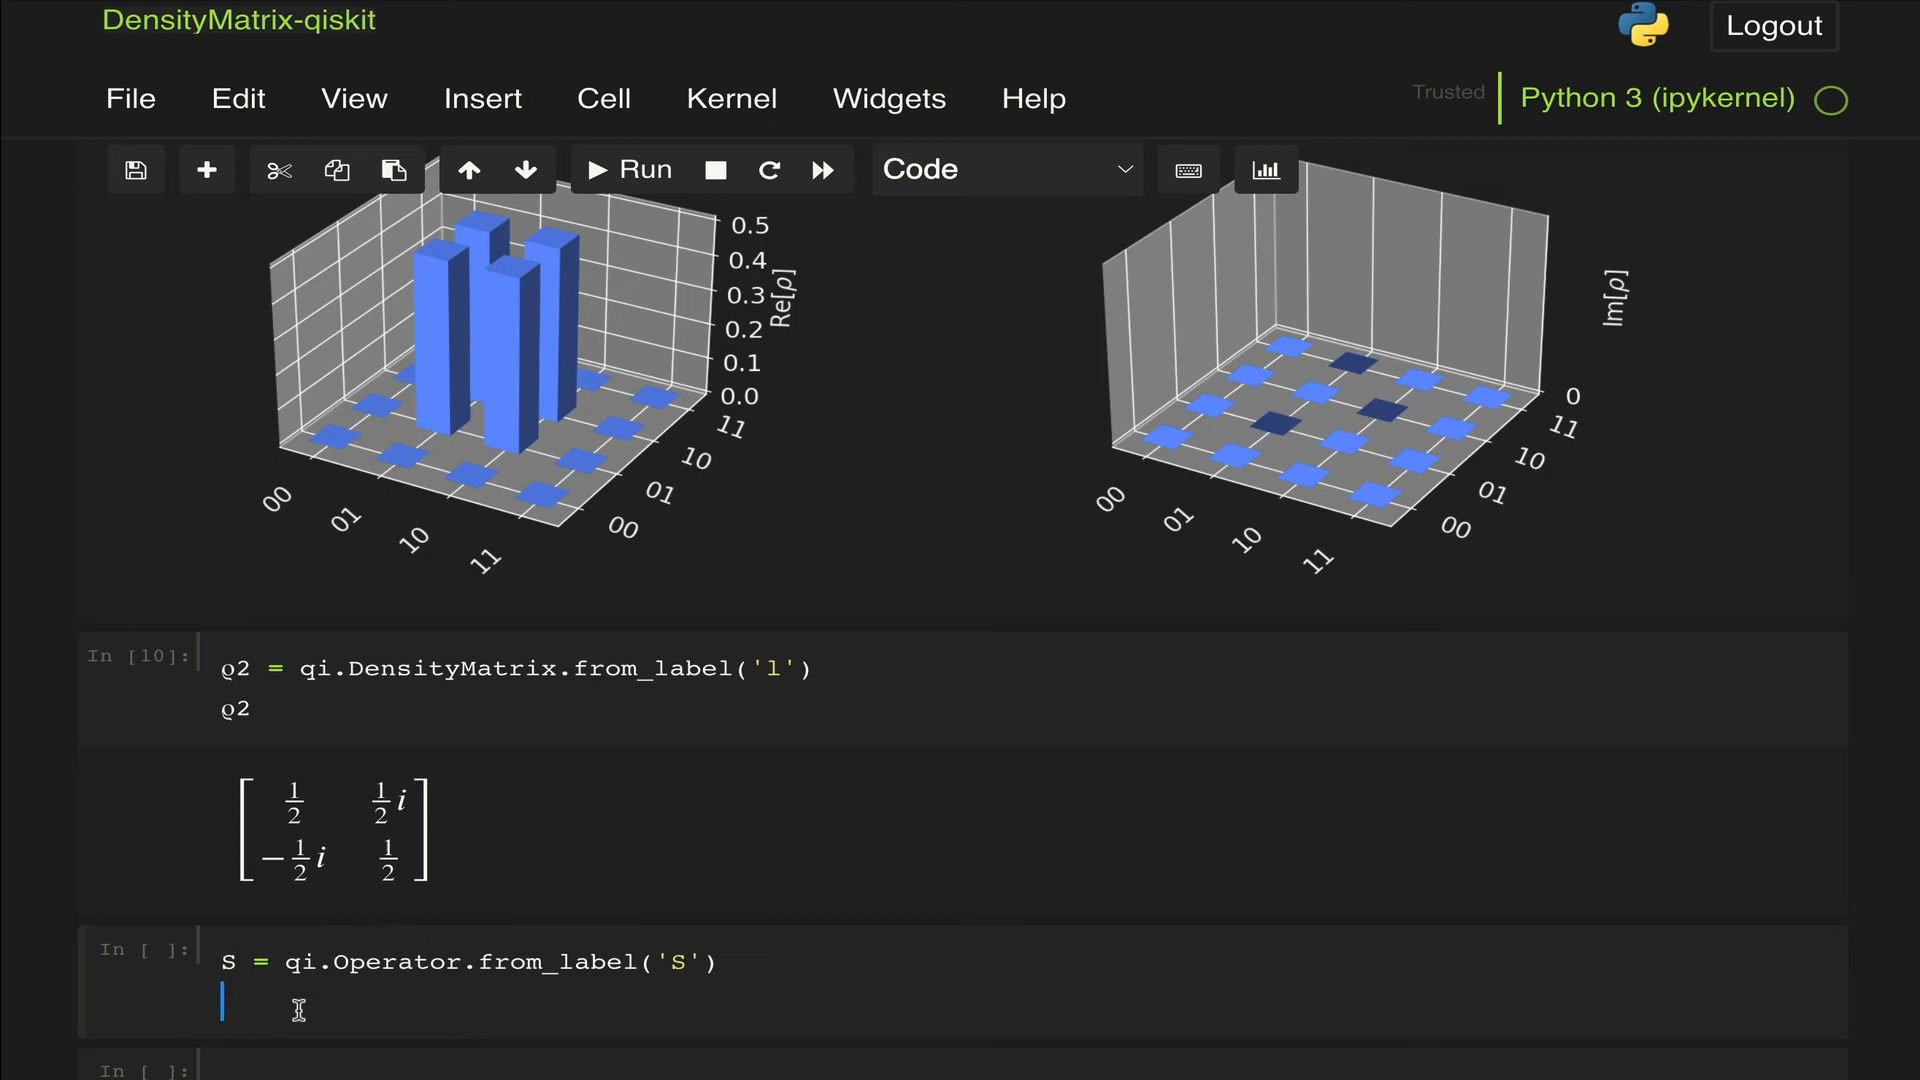 DensityMatrix-qiskit
Logout
File Edit View Insert Cell Kernel Widgets Help
Trusted
Python 3 (ipykernel)
Run
Code
0.5
0.4
0.3
0.2
0.1
0.0
Re[ρ]
11
10
01
00
00
01
10
11
Im[ρ]
0
11
10
01
00
00
01
10
11
In [10]:
ρ2 = qi.DensityMatrix.from_label('l')
ρ2
1/2 1/2 i
−1/2 i 1/2
In [ ]:
S = qi.Operator.from_label('S')
In [ ]: